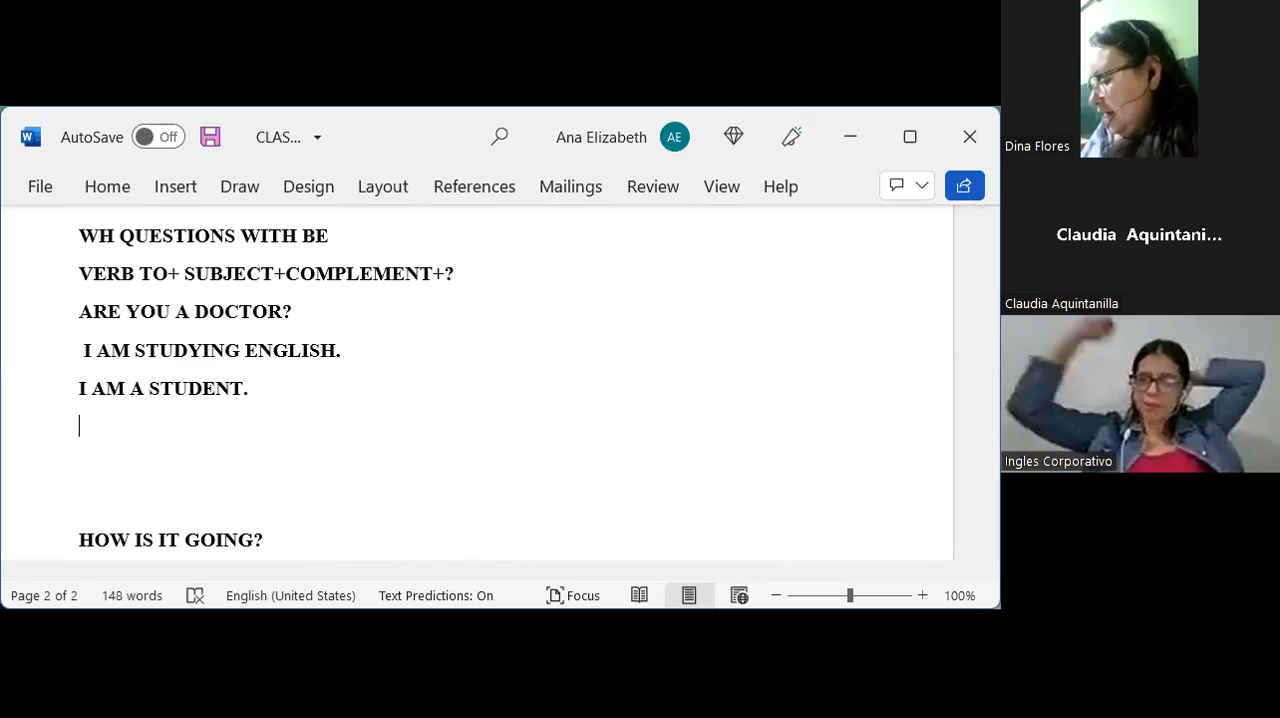 AutoSave Off CLAS... Ana Elizabeth AE
File Home Insert Draw Design Layout References Mailings Review View Help
WH QUESTIONS WITH BE
VERB TO+ SUBJECT+COMPLEMENT+?
ARE YOU A DOCTOR?
I AM STUDYING ENGLISH.
I AM A STUDENT.
HOW IS IT GOING?
Page 2 of 2 148 words English (United States) Text Predictions: On Focus 100%
Dina Flores
Claudia Aquintani...
Claudia Aquintanilla
Ingles Corporativo